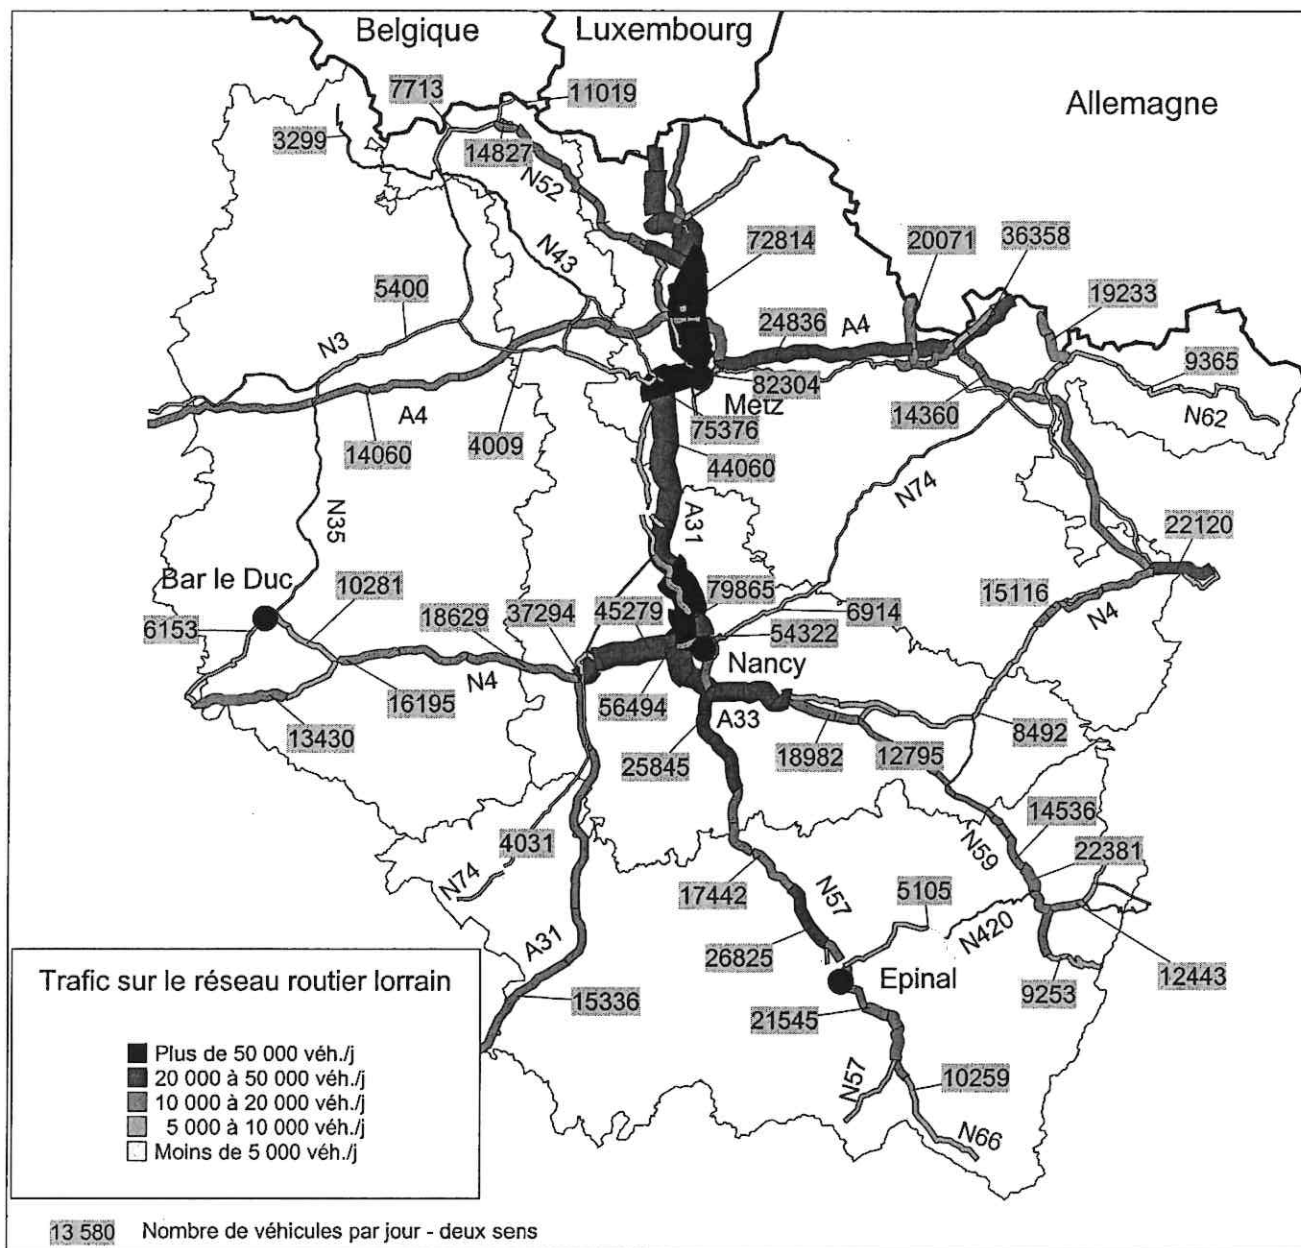 Belgique
Luxembourg
Allemagne
7713
11019
3299
14827
N52
N43
72814
20071
36358
19233
5400
24836
A4
N3
9365
82304
Metz
A4
14060
4009
75376
14360
N62
44060
N74
N35
A31
22120
Bar le Duc
10281
79865
15116
N4
6153
18629
37294
45279
6914
54322
Nancy
N4
16195
56494
A33
13430
25845
18982
12795
8492
14536
4031
N59
22381
N74
17442
N57
5105
N420
A31
26825
Epinal
9253
12443
15336
21545
N57
10259
N66
Trafic sur le réseau routier lorrain
Plus de 50 000 véh./j
20 000 à 50 000 véh./j
10 000 à 20 000 véh./j
5 000 à 10 000 véh./j
Moins de 5 000 véh./j
13 580 Nombre de véhicules par jour - deux sens